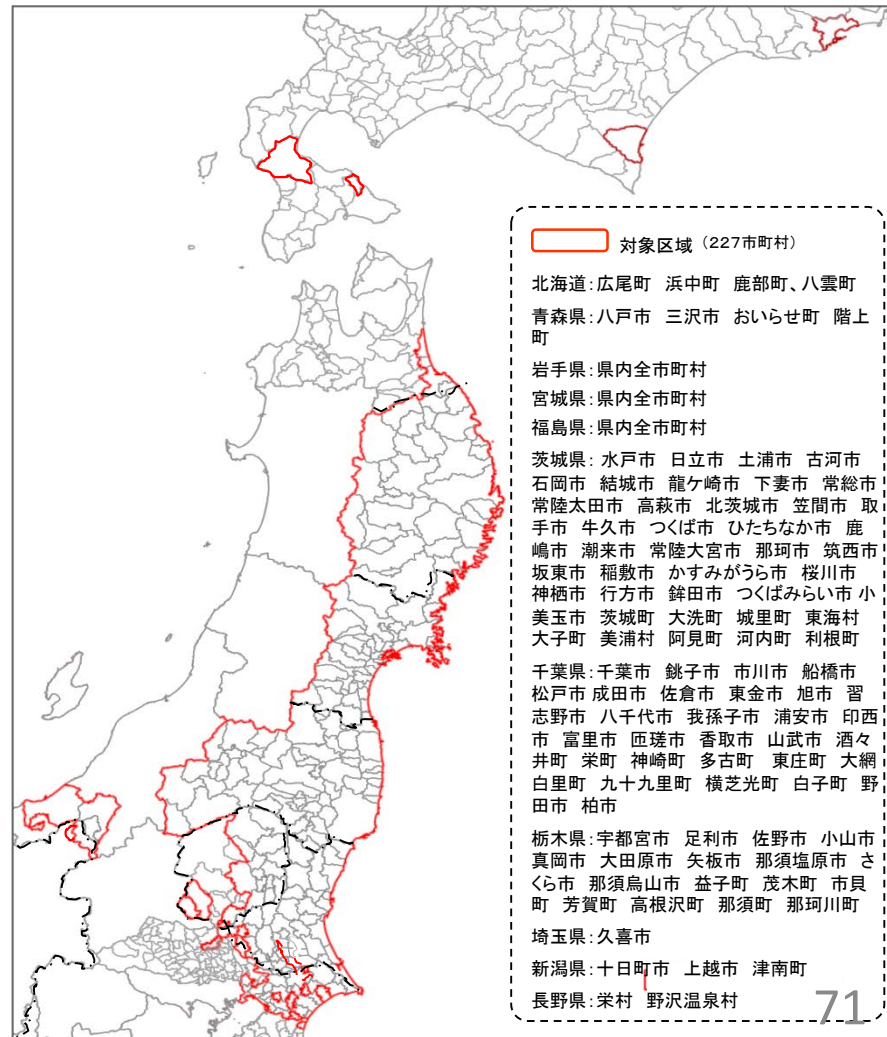 対象区域（227市町村）
北海道：広尾町 浜中町 鹿部町、八雲町
青森県：八戸市 三沢市 おいらせ町 階上
町
岩手県：県内全市町村
宮城県：県内全市町村
福島県：県内全市町村
茨城県：水戸市 日立市 土浦市 古河市
石岡市 結城市 龍ケ崎市 下妻市 常総市
常陸太田市 高萩市 北茨城市 笠間市 取
手市 牛久市 つくば市 ひたちなか市 鹿
嶋市 潮来市 常陸大宮市 那珂市 筑西市
坂東市 稲敷市 かすみがうら市 桜川市
神栖市 行方市 鉾田市 つくばみらい市 小
美玉市 茨城町 大洗町 城里町 東海村
大子町 美浦村 阿見町 河内町 利根町
千葉県：千葉市 銚子市 市川市 船橋市
松戸市 成田市 佐倉市 東金市 旭市 習
志野市 八千代市 我孫子市 浦安市 印西
市 富里市 匝瑳市 香取市 山武市 酒々
井町 栄町 神崎町 多古町 東庄町 大網
白里町 九十九里町 横芝光町 白子町 野
田市 柏市
栃木県：宇都宮市 足利市 佐野市 小山市
真岡市 大田原市 矢板市 那須塩原市 さ
くら市 那須烏山市 益子町 茂木町 市貝
町 芳賀町 高根沢町 那須町 那珂川町
埼玉県：久喜市
新潟県：十日町市 上越市 津南町
長野県：栄村 野沢温泉村
71